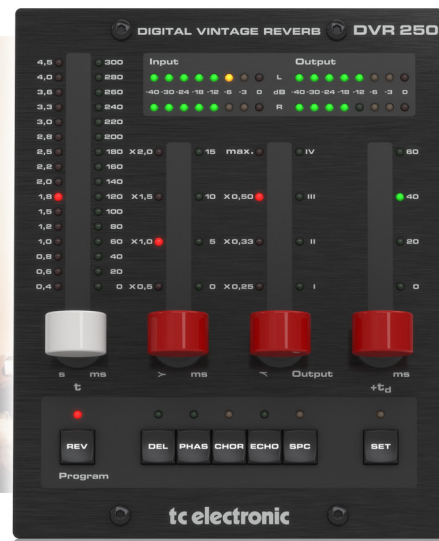 DIGITAL VINTAGE REVERB DVR 250
Input Output
L
-40 -30 -24 -18 -12 -6 -3 0 dB -40 -30 -24 -18 -12 -6 -3 0
R
4,5 300
4,0 280
3,6 260
3,3 240
3,0 220
2,8 200
2,5 180 X2,0 15 max. IV 60
2,2 160
2,0 140
1,8 120 X1,5 10 X0,50 III 40
1,5 100
1,2 80
1,0 60 X1,0 5 X0,33 II 20
0,8 40
0,6 20
0,4 0 X0,5 0 X0,25 I 0
s ms Y ms Y Output ms
t +td
REV DEL PHAS CHOR ECHO SPC SET
Program
tc electronic